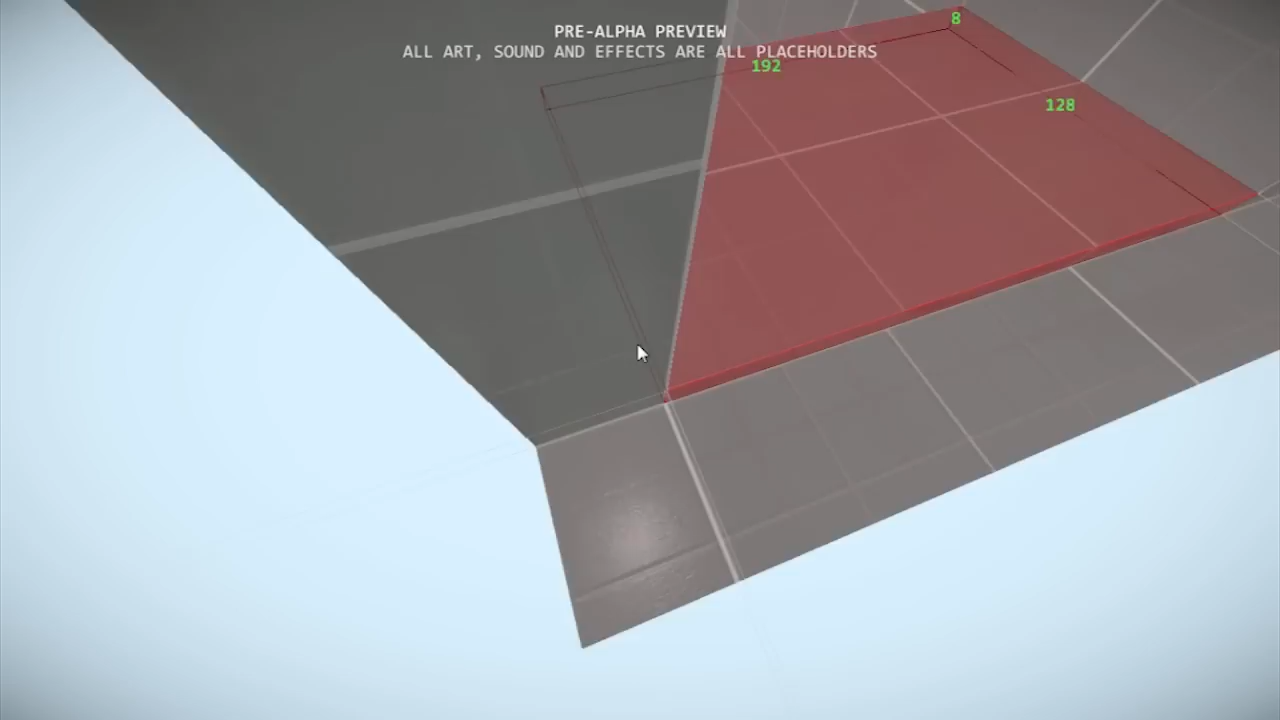 PRE-ALPHA PREVIEW
ALL ART, SOUND AND EFFECTS ARE ALL PLACEHOLDERS
8
192
128